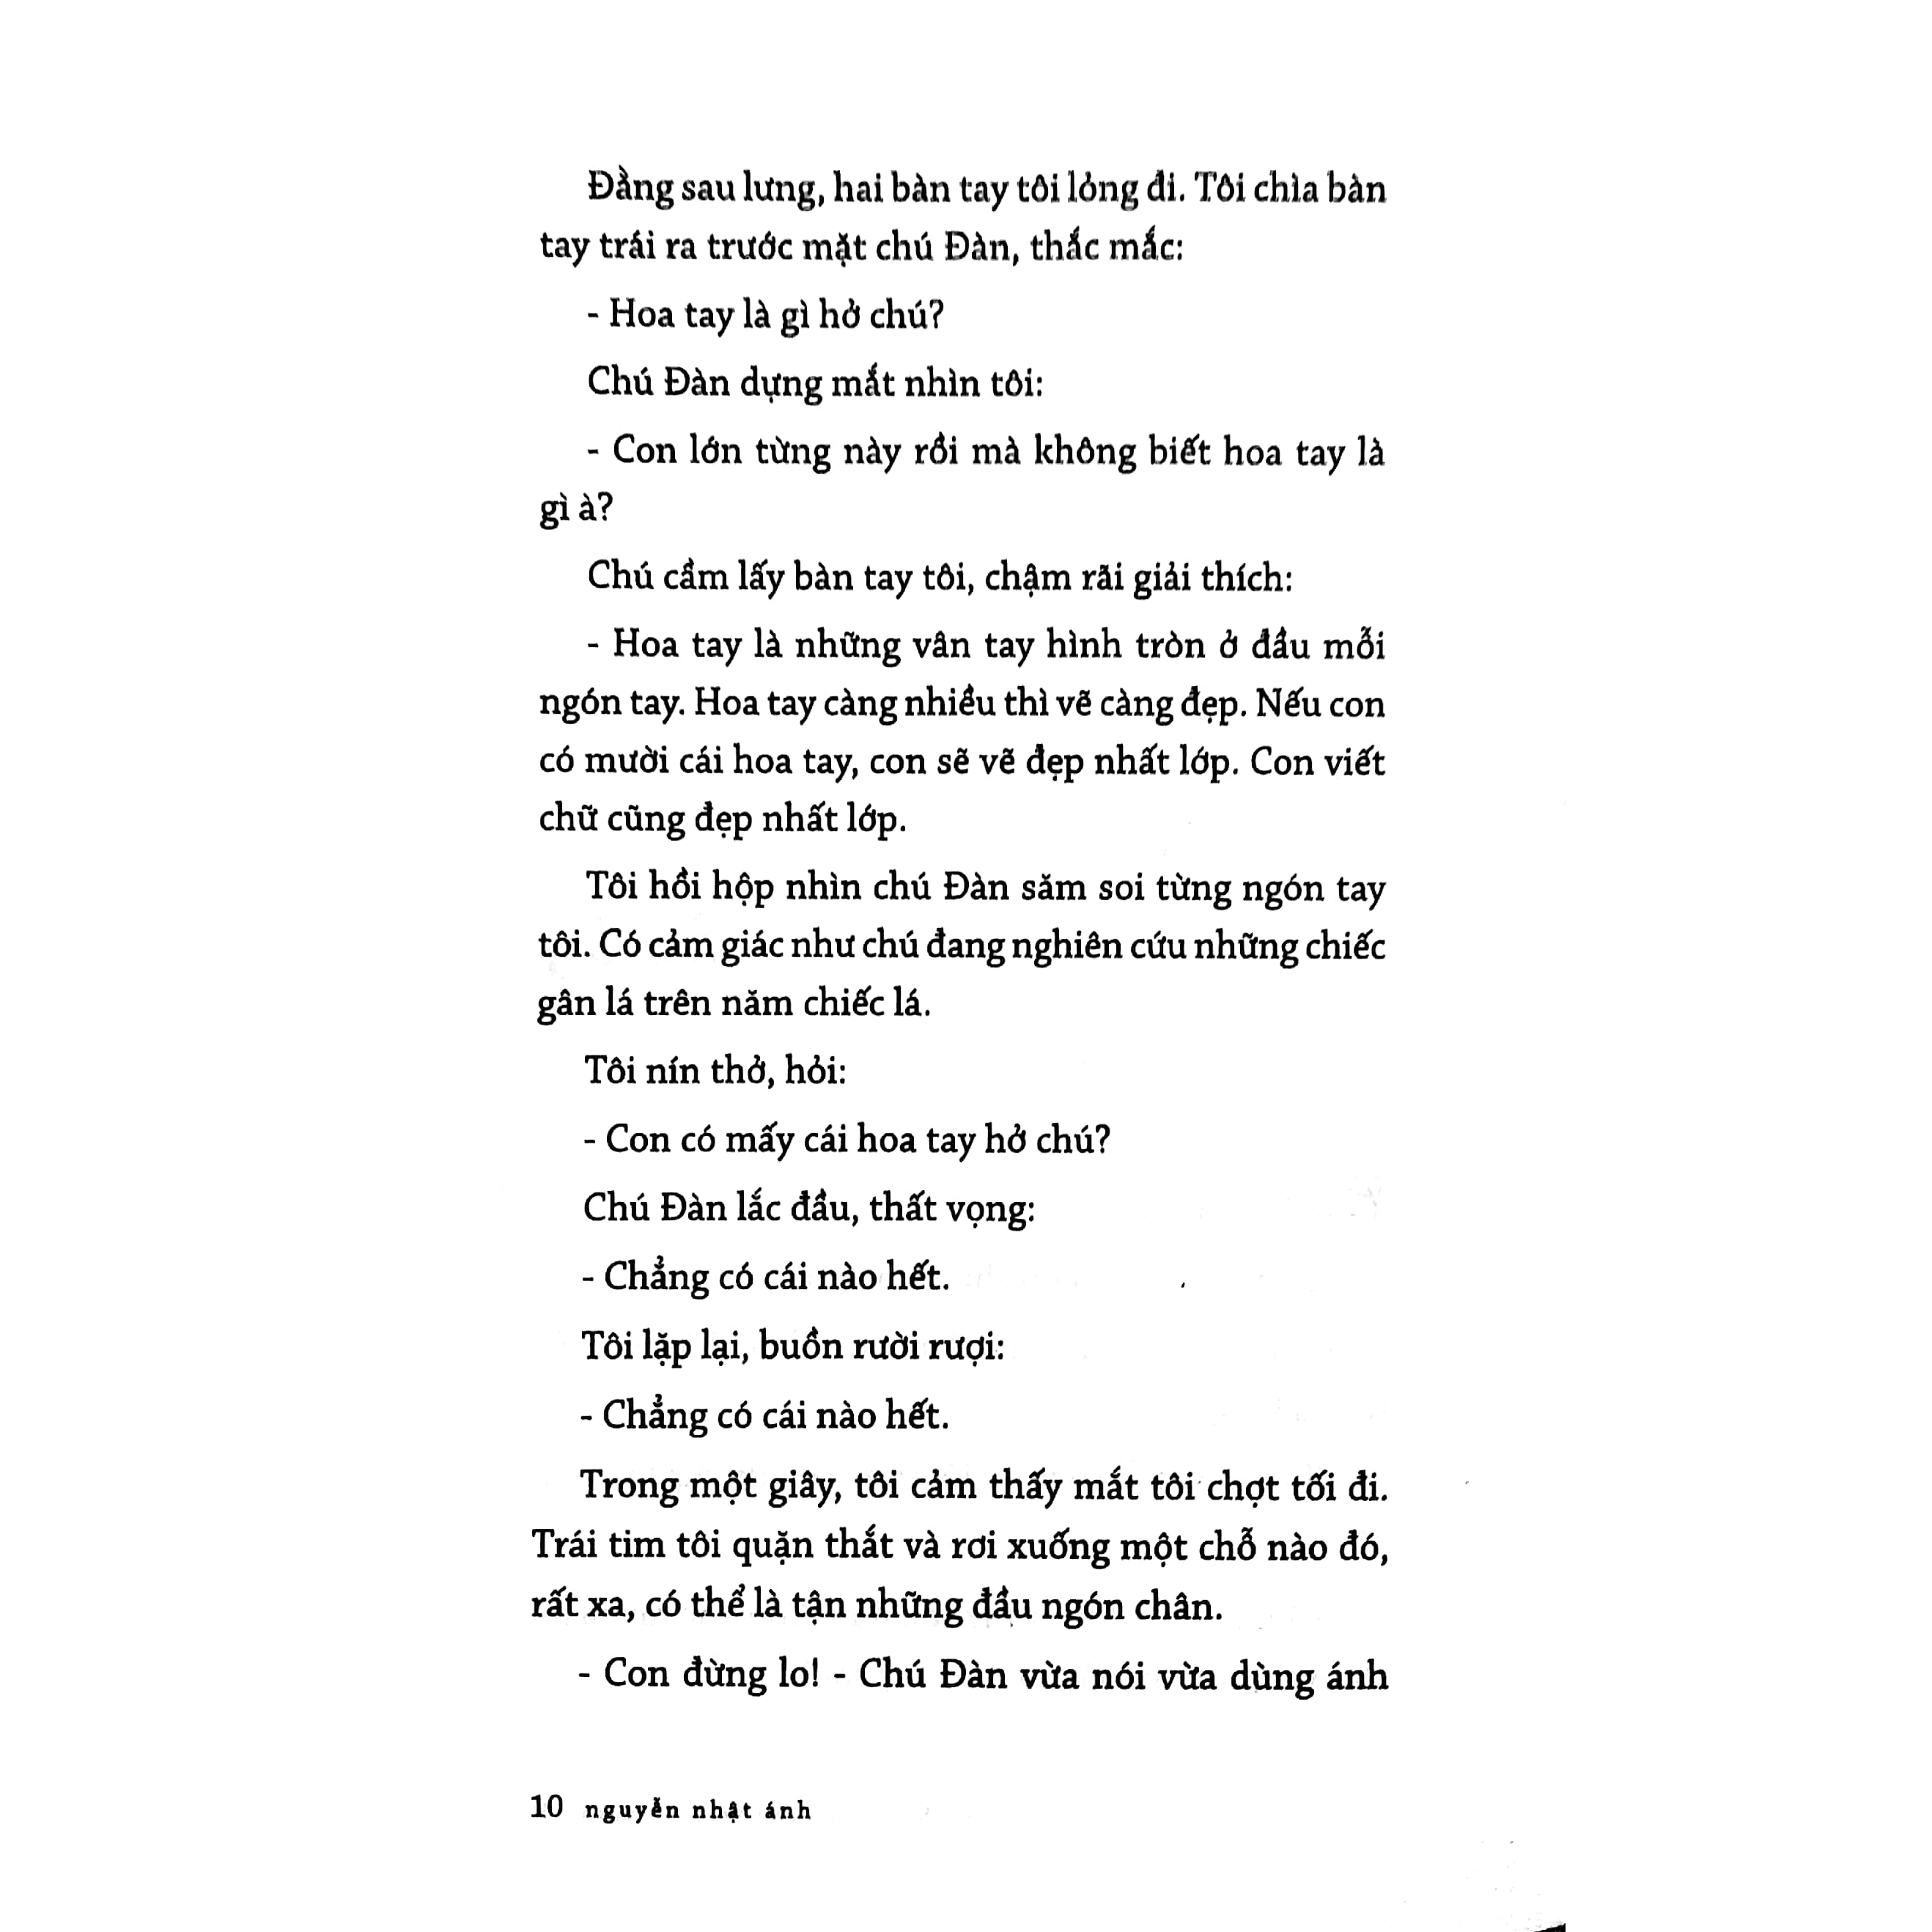 Đằng sau lưng, hai bàn tay tôi lỏng đi. Tôi chìa bàn
tay trái ra trước mặt chú Đàn, thắc mắc:
- Hoa tay là gì hở chú?
Chú Đàn dựng mắt nhìn tôi:
- Con lớn từng này rồi mà không biết hoa tay là
gì à?
Chú cầm lấy bàn tay tôi, chậm rãi giải thích:
- Hoa tay là những vân tay hình tròn ở đầu mỗi
ngón tay. Hoa tay càng nhiều thì vẽ càng đẹp. Nếu con
có mười cái hoa tay, con sẽ vẽ đẹp nhất lớp. Con viết
chữ cũng đẹp nhất lớp.
Tôi hồi hộp nhìn chú Đàn săm soi từng ngón tay
tôi. Có cảm giác như chú đang nghiên cứu những chiếc
gân lá trên năm chiếc lá.
Tôi nín thở, hỏi:
- Con có mấy cái hoa tay hở chú?
Chú Đàn lắc đầu, thất vọng:
- Chẳng có cái nào hết.
Tôi lặp lại, buồn rười rượi:
- Chẳng có cái nào hết.
Trong một giây, tôi cảm thấy mắt tôi chợt tối đi.
Trái tim tôi quặn thắt và rơi xuống một chỗ nào đó,
rất xa, có thể là tận những đầu ngón chân.
- Con đừng lo! - Chú Đàn vừa nói vừa dùng ánh
10 nguyễn nhật ánh